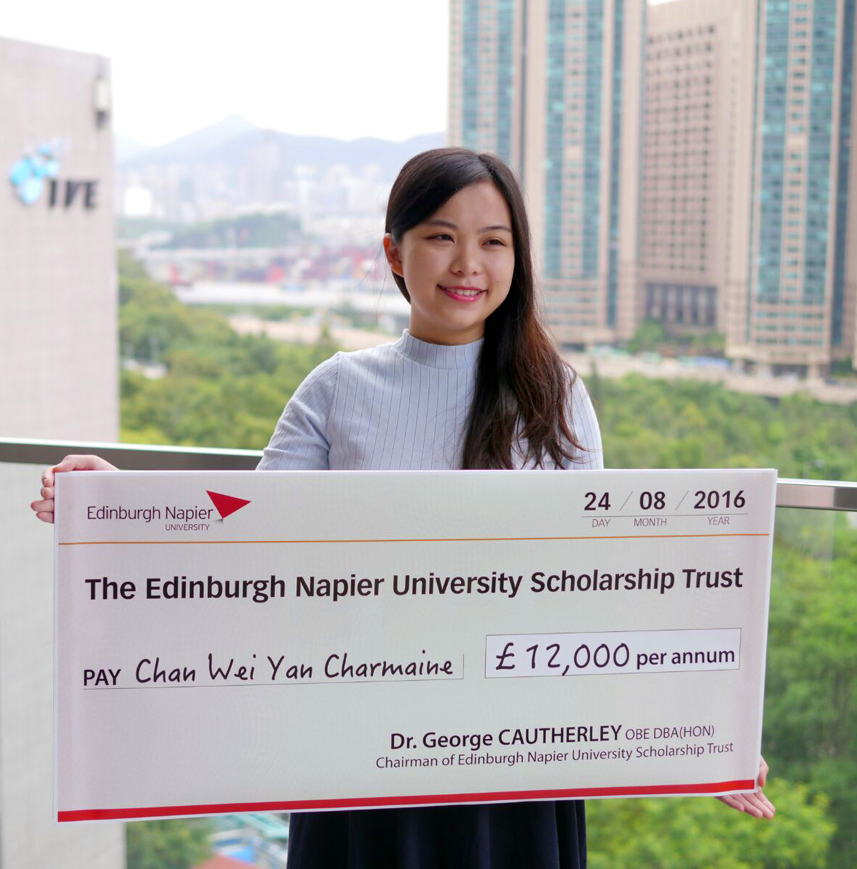 IVE
Edinburgh Napier
UNIVERSITY
24 / 08 / 2016
DAY MONTH YEAR
The Edinburgh Napier University Scholarship Trust
PAY Chan Wei Yan Charmaine £12,000 per annum
Dr. George CAUTHERLEY OBE DBA(HON)
Chairman of Edinburgh Napier University Scholarship Trust